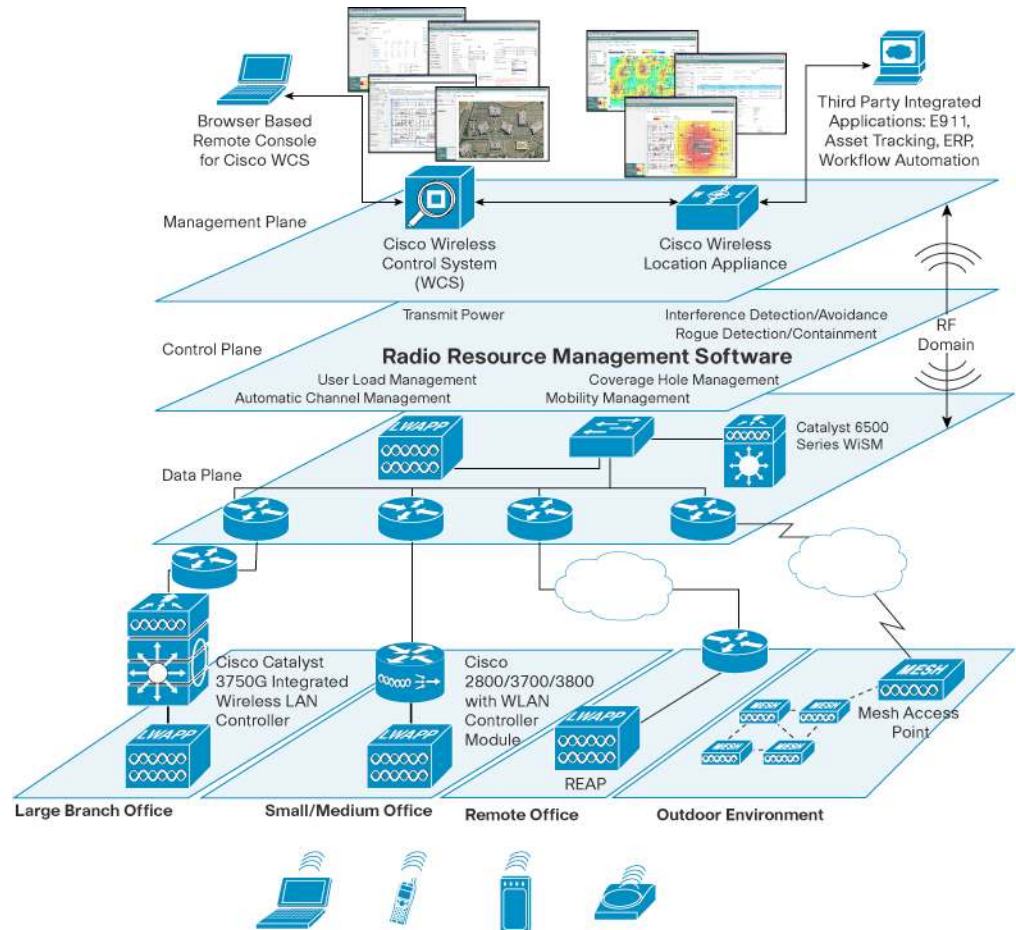 Browser Based
Remote Console
for Cisco WCS
Third Party Integrated
Applications: E911,
Asset Tracking, ERP,
Workflow Automation
Management Plane
Cisco Wireless
Control System
(WCS)
Cisco Wireless
Location Appliance
Transmit Power
Interference Detection/Avoidance
Rogue Detection/Containment
RF
Domain
Control Plane
Radio Resource Management Software
User Load Management
Coverage Hole Management
Automatic Channel Management
Mobility Management
LWAPP
Catalyst 6500
Series WiSM
Data Plane
Cisco Catalyst
3750G Integrated
Wireless LAN
Controller
Cisco
2800/3700/3800
with WLAN
Controller
Module
MESH
Mesh Access
Point
MESH
MESH
MESH
MESH
LWAPP
LWAPP
LWAPP
REAP
Large Branch Office
Small/Medium Office
Remote Office
Outdoor Environment